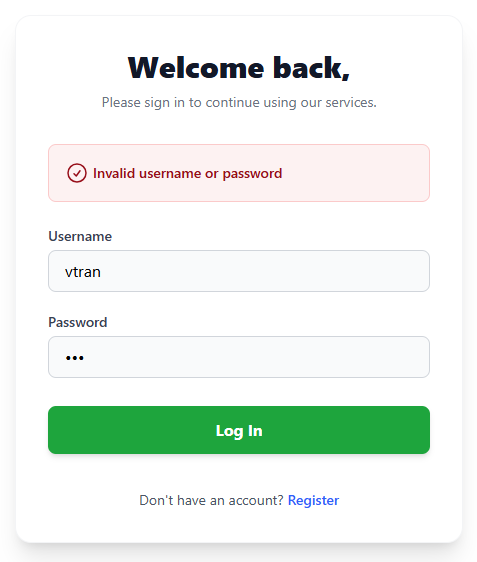 Welcome back,
Please sign in to continue using our services.
Invalid username or password
Username
vtran
Password
•••
Log In
Don't have an account? Register